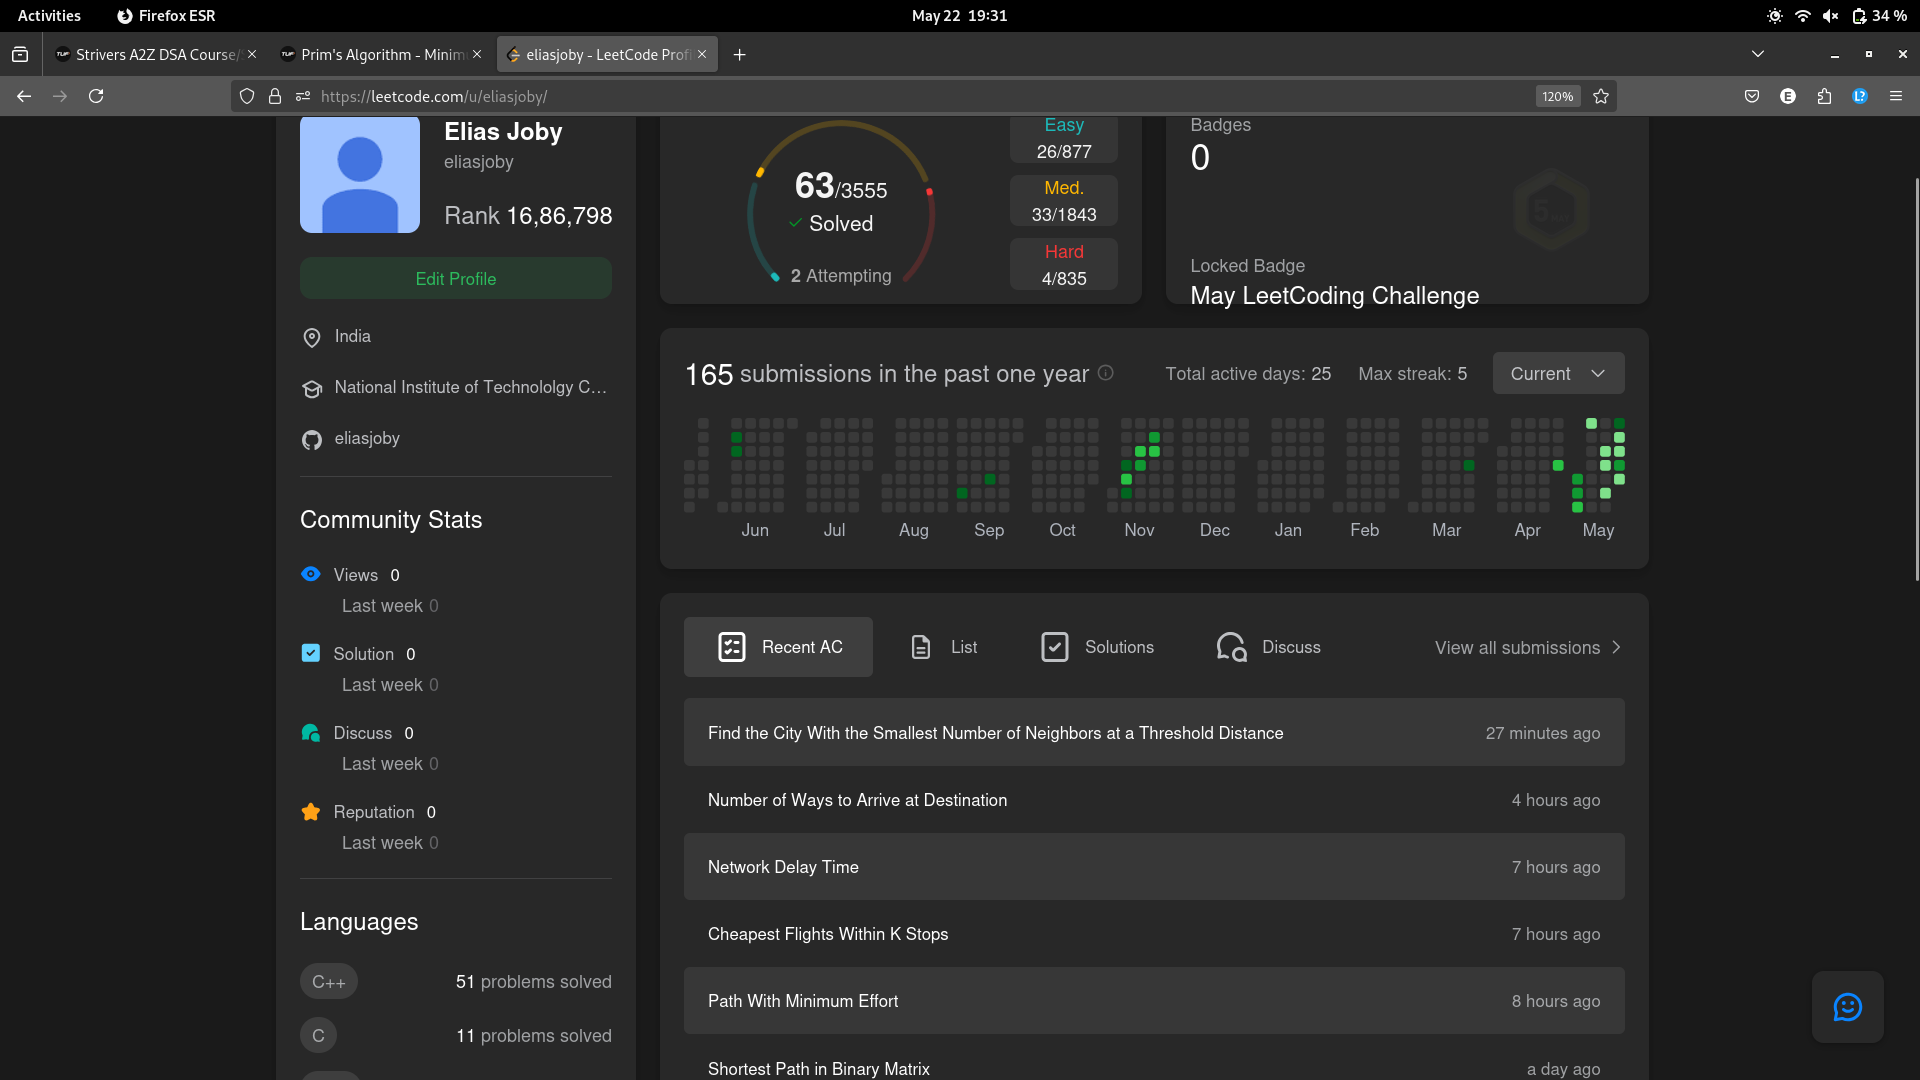 Activities
Firefox ESR
May 22 19:31
34 %
Strivers A2Z DSA Course/
Prim's Algorithm - Minim
eliasjoby - LeetCode Prof
https://leetcode.com/u/eliasjoby/
120%
Elias Joby
eliasjoby
Rank 16,86,798
Edit Profile
India
National Institute of Technololgy C...
eliasjoby
Community Stats
Views 0
Last week 0
Solution 0
Last week 0
Discuss 0
Last week 0
Reputation 0
Last week 0
Languages
C++ 51 problems solved
C 11 problems solved
63/3555
Solved
2 Attempting
Easy
26/877
Med.
33/1843
Hard
4/835
Badges
0
Locked Badge
May LeetCoding Challenge
165 submissions in the past one year
Total active days: 25
Max streak: 5
Current
Jun Jul Aug Sep Oct Nov Dec Jan Feb Mar Apr May
Recent AC
List
Solutions
Discuss
View all submissions
Find the City With the Smallest Number of Neighbors at a Threshold Distance 27 minutes ago
Number of Ways to Arrive at Destination 4 hours ago
Network Delay Time 7 hours ago
Cheapest Flights Within K Stops 7 hours ago
Path With Minimum Effort 8 hours ago
Shortest Path in Binary Matrix a day ago